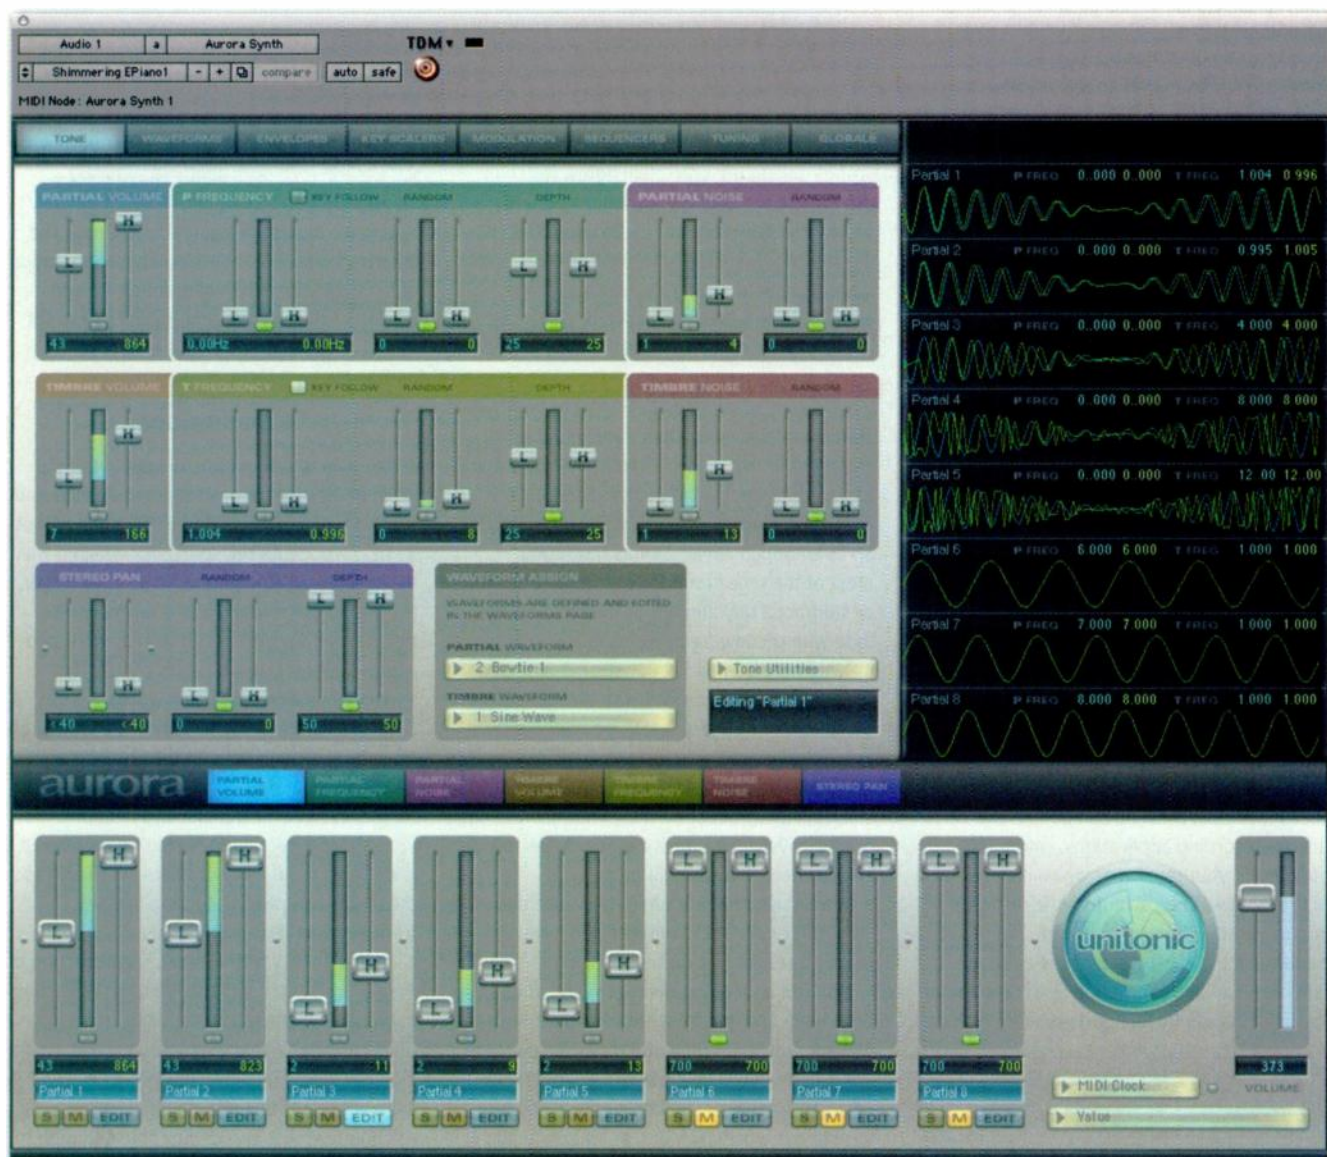 Audio 1 a Aurora Synth TDM
Shimmering EPiano1 - + compare auto safe
MIDI Node: Aurora Synth 1
TONE WAVEFORMS ENVELOPES KEY SCALERS MODULATION SEQUENCERS TUNING GLOBALS
PARTIAL VOLUME P FREQUENCY KEY FOLLOW RANDOM DEPTH PARTIAL NOISE RANDOM
L H L H L H L H L H L H
43 864 0.00Hz 0.00Hz 0 0 25 25 1 4 0 0
TIMBRE VOLUME T FREQUENCY KEY FOLLOW RANDOM DEPTH TIMBRE NOISE RANDOM
L H L H L H L H L H L H
7 166 1.004 0.996 0 8 25 25 1 13 0 0
STEREO PAN RANDOM DEPTH
L H L H L H
<40 <40 0 0 50 50
WAVEFORM ASSIGN
WAVEFORMS ARE DEFINED AND EDITED
IN THE WAVEFORMS PAGE
PARTIAL WAVEFORM
2 Bowtie 1
TIMBRE WAVEFORM
1 Sine Wave
Tone Utilities
Editing "Partial 1"
Partial 1 P FREQ 0..000 0..000 T FREQ 1 004 0 996
Partial 2 P FREQ 0..000 0..000 T FREQ 0.995 1.005
Partial 3 P FREQ 0..000 0..000 T FREQ 4 000 4 000
Partial 4 P FREQ 0..000 0..000 T FREQ 8 000 8 000
Partial 5 P FREQ 0..000 0..000 T FREQ 12 .00 12 .00
Partial 6 P FREQ 6.000 6 000 T FREQ 1 000 1 000
Partial 7 P FREQ 7.000 7 000 T FREQ 1 000 1 000
Partial 8 P FREQ 8.000 8 000 T FREQ 1 000 1 000
aurora PARTIAL VOLUME PARTIAL FREQUENCY PARTIAL NOISE TIMBRE VOLUME TIMBRE FREQUENCY TIMBRE NOISE STEREO PAN
L H L H L H L H L H L H L H L H
unitonic
43 864 43 823 2 11 2 9 2 13 700 700 700 700 700 700 373
Partial 1 Partial 2 Partial 3 Partial 4 Partial 5 Partial 6 Partial 7 Partial 8 MIDI Clock VOLUME
S M EDIT S M EDIT S M EDIT S M EDIT S M EDIT S M EDIT S M EDIT S M EDIT Value